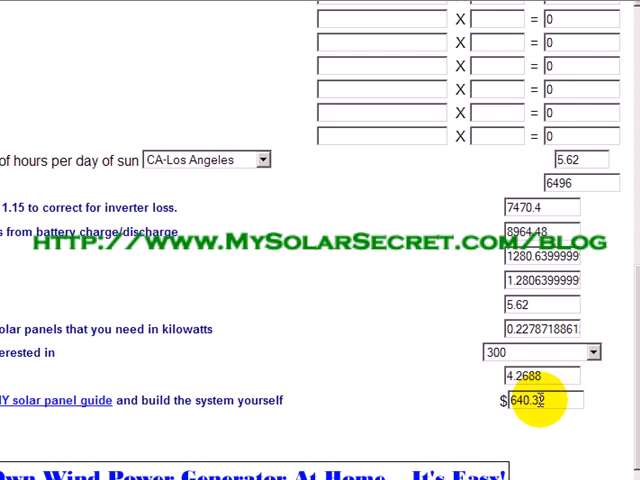 X = 0
X = 0
X = 0
X = 0
X = 0
X = 0
of hours per day of sun CA-Los Angeles 5.62
6496
1.15 to correct for inverter loss. 7470.4
s from battery charge/discharge 8964.48
http://www.MySolarSecret.com/blog
1280.6399999
1.2806399999
5.62
olar panels that you need in kilowatts 0.2278718861
erested in 300
4.2688
IY solar panel guide and build the system yourself $640.32
Own Wind Power Generator At Home... It's Easy!